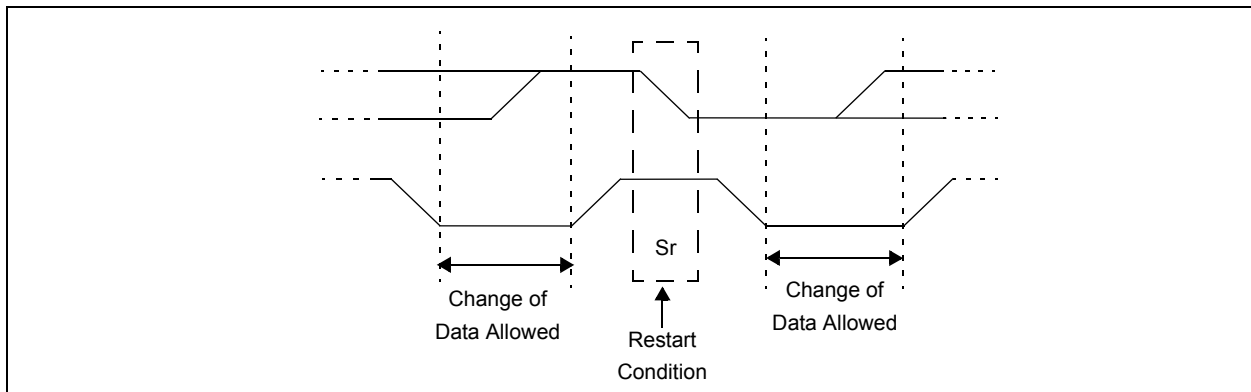 Sr
Change of
Data Allowed
Restart
Condition
Change of
Data Allowed